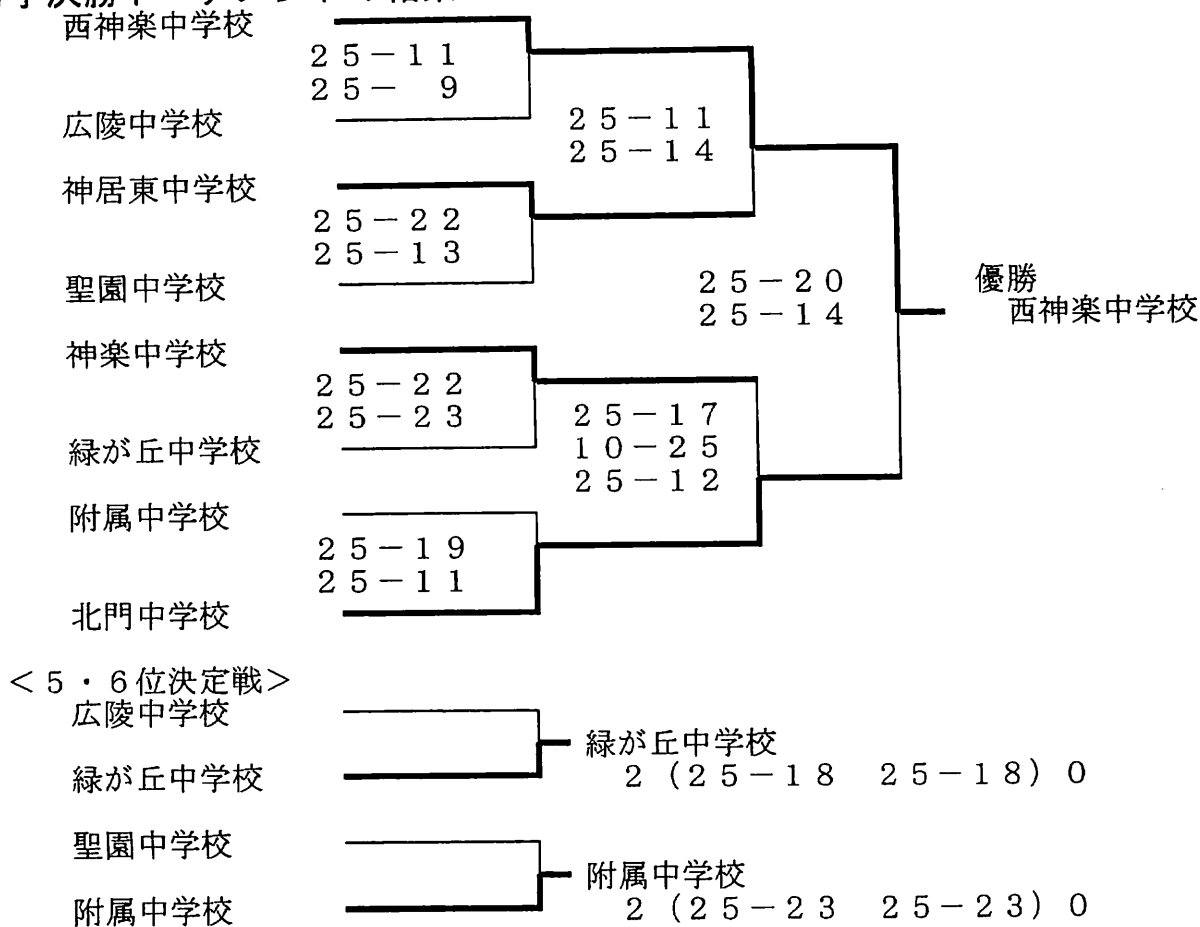 西神楽中学校
25-11
25- 9
広陵中学校
25-11
25-14
神居東中学校
25-22
25-13
聖園中学校
25-20
25-14
優勝
西神楽中学校
神楽中学校
25-22
25-23
緑が丘中学校
25-17
10-25
25-12
附属中学校
25-19
25-11
北門中学校
<5・6位決定戦>
広陵中学校
緑が丘中学校
緑が丘中学校
2 (25-18 25-18) 0
聖園中学校
附属中学校
附属中学校
2 (25-23 25-23) 0